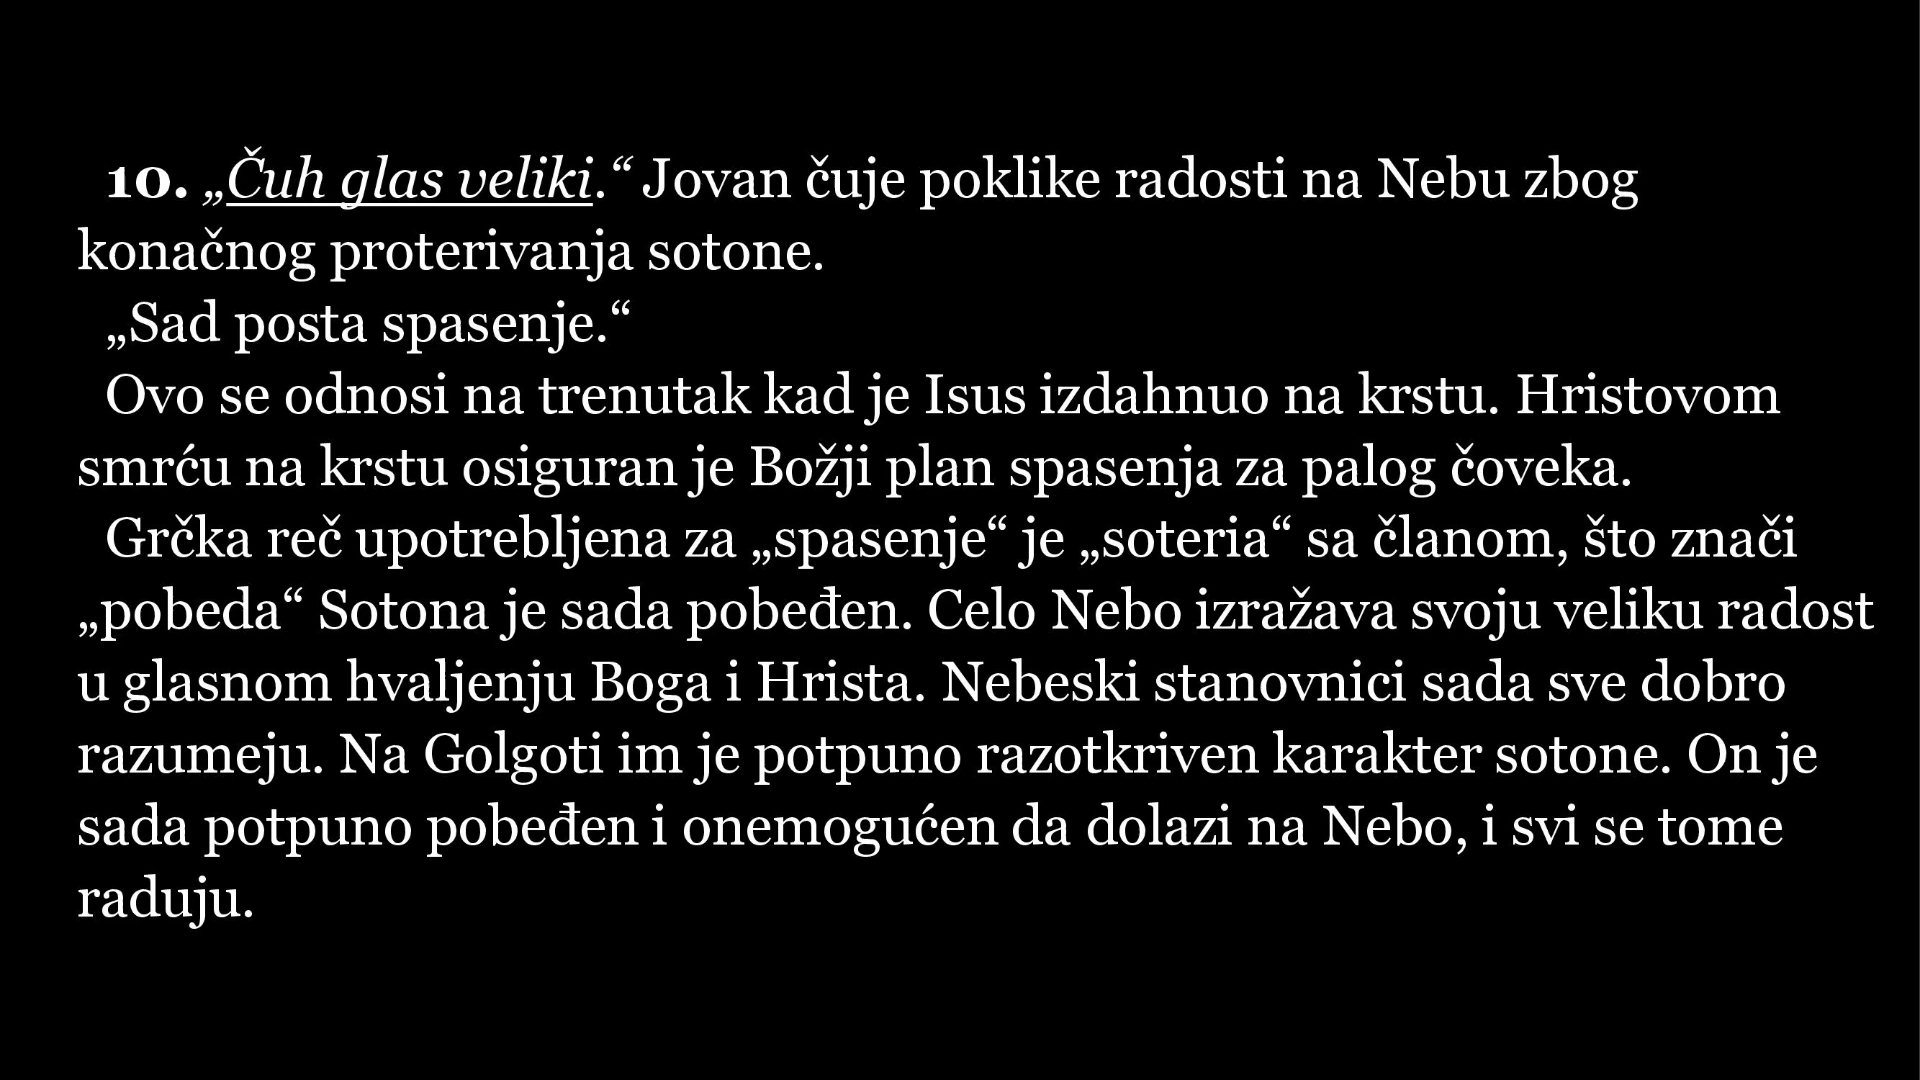 10. „Čuh glas veliki.“ Jovan čuje poklike radosti na Nebu zbog
konačnog proterivanja sotone.
„Sad posta spasenje.“
Ovo se odnosi na trenutak kad je Isus izdahnuo na krstu. Hristovom
smrću na krstu osiguran je Božji plan spasenja za palog čoveka.
Grčka reč upotrebljena za „spasenje“ je „soteria“ sa članom, što znači
„pobeda“ Sotona je sada pobeđen. Celo Nebo izražava svoju veliku radost
u glasnom hvaljenju Boga i Hrista. Nebeski stanovnici sada sve dobro
razumeju. Na Golgoti im je potpuno razotkriven karakter sotone. On je
sada potpuno pobeđen i onemogućen da dolazi na Nebo, i svi se tome
raduju.